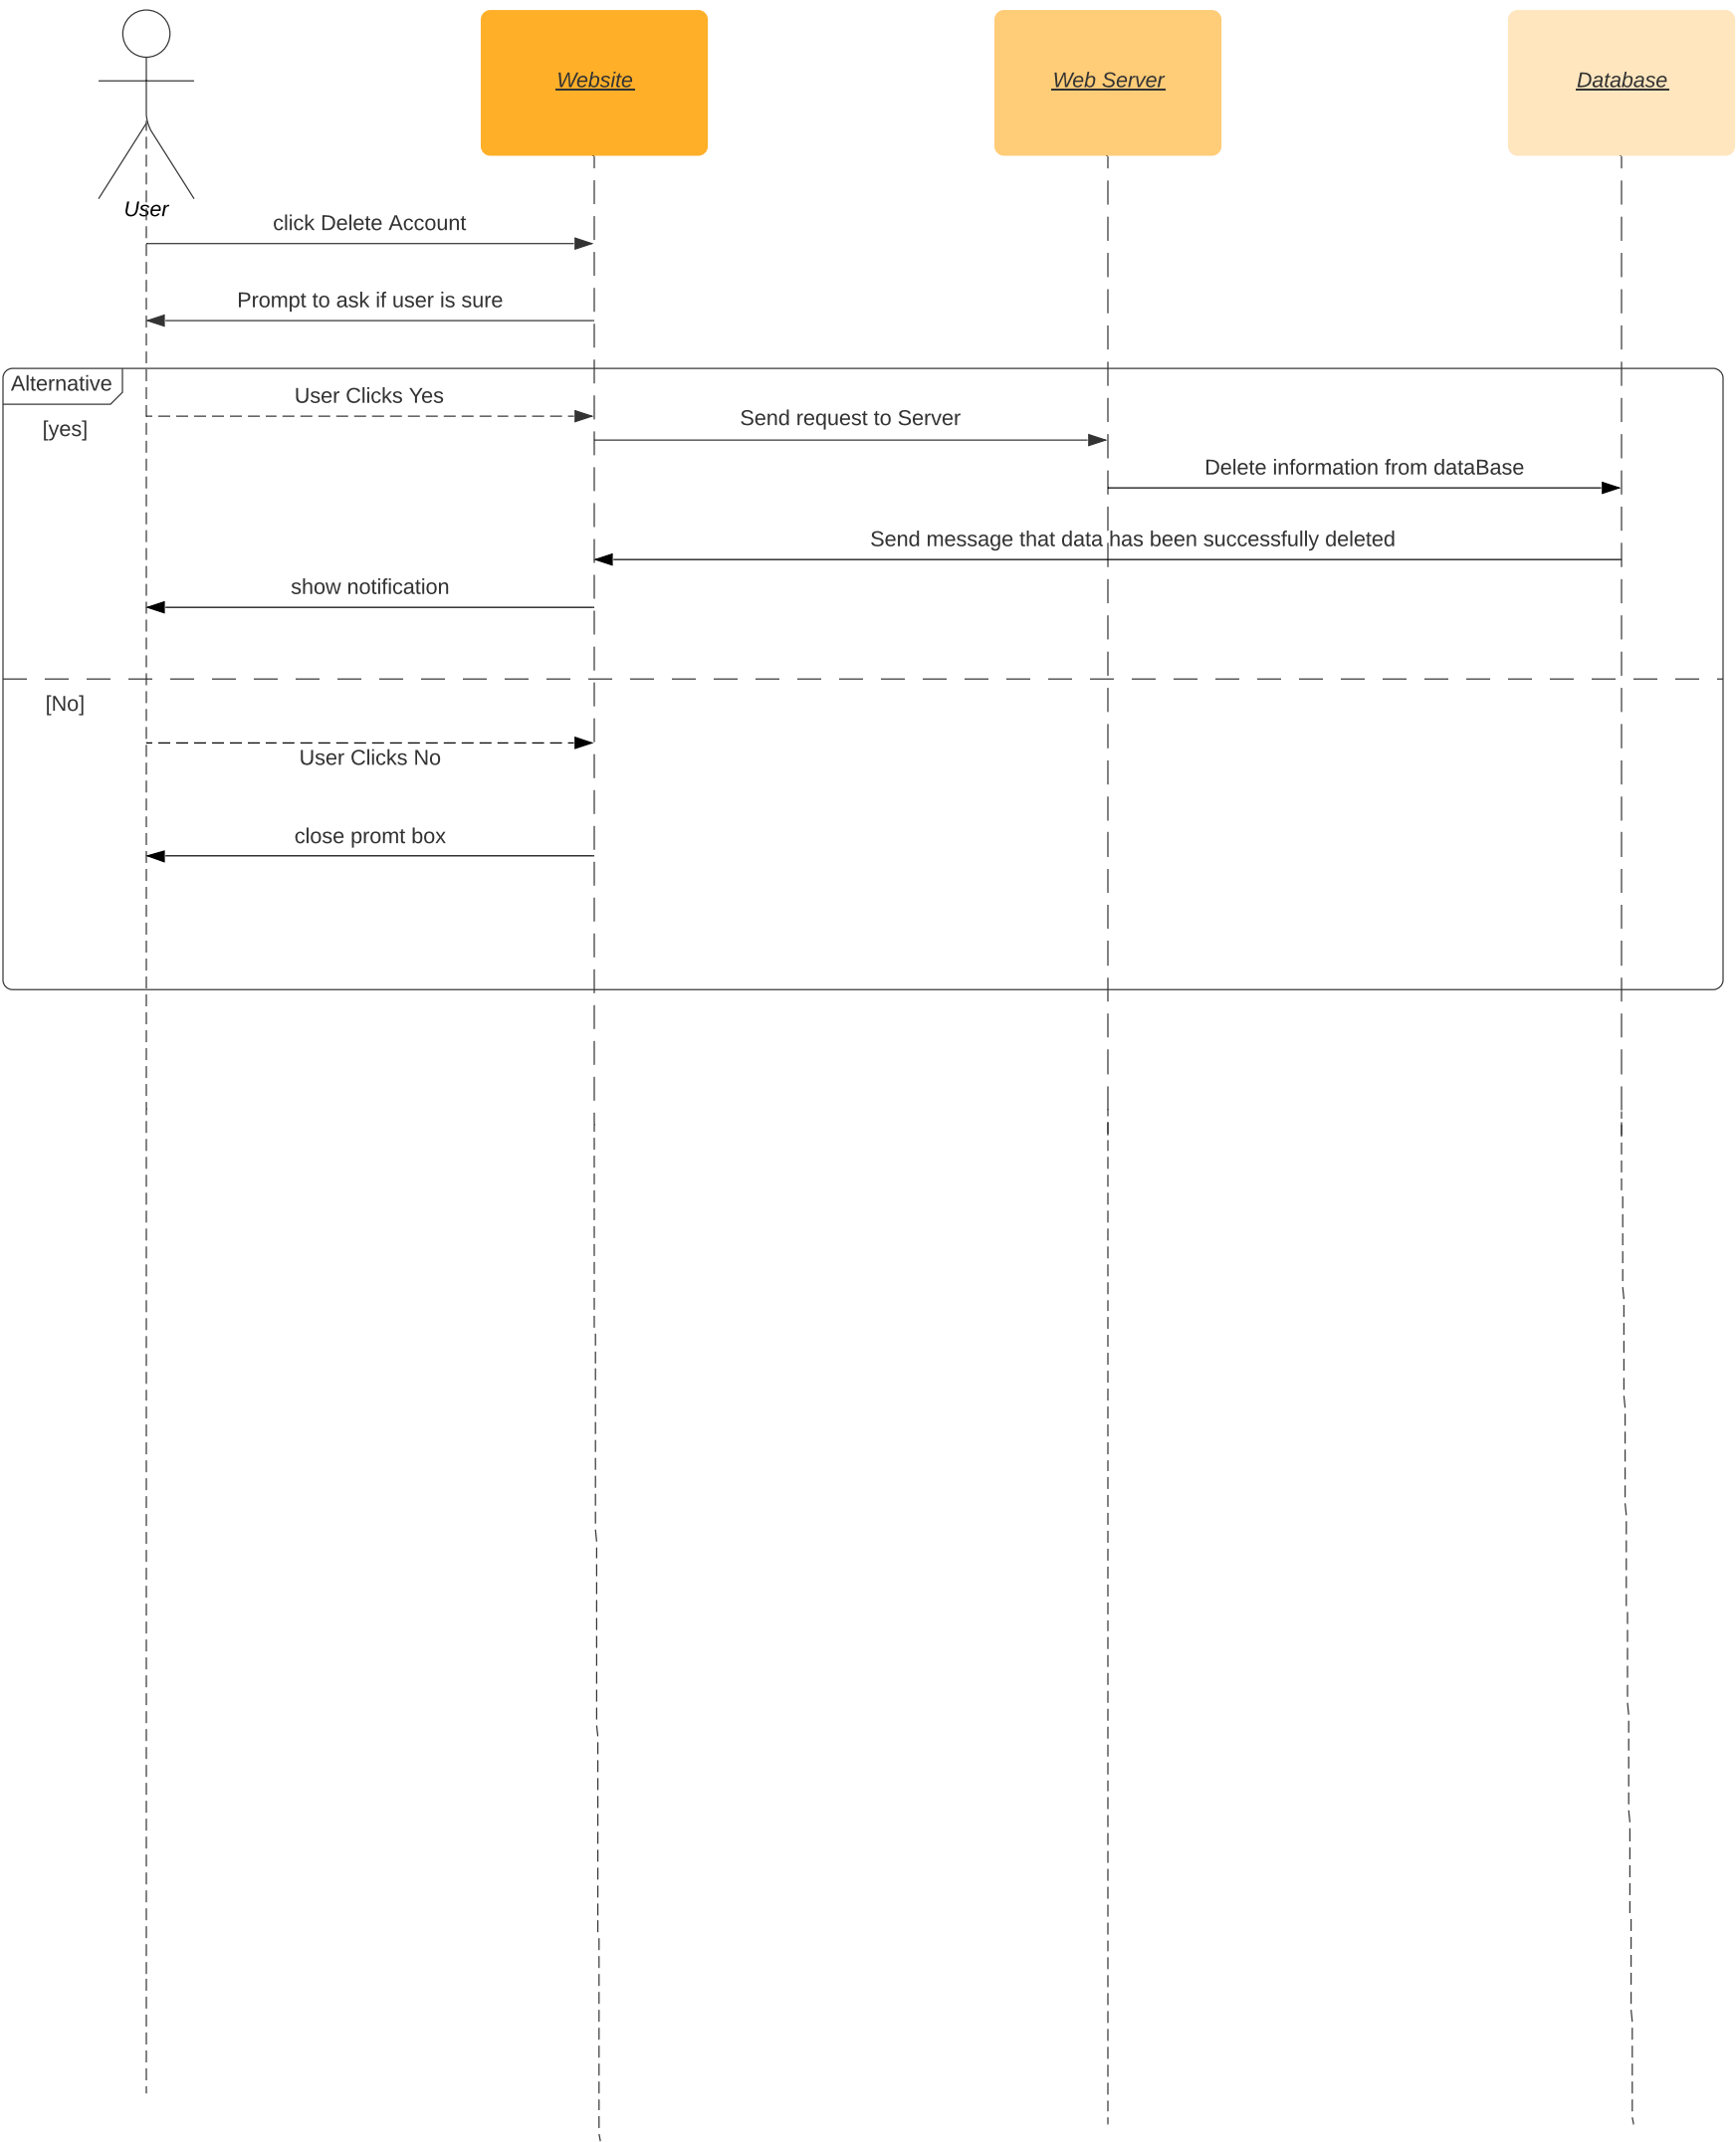 Website
Web Server
Database
User
click Delete Account
Prompt to ask if user is sure
Alternative
User Clicks Yes
[yes]
Send request to Server
Delete information from dataBase
Send message that data has been successfully deleted
show notification
[No]
User Clicks No
close promt box